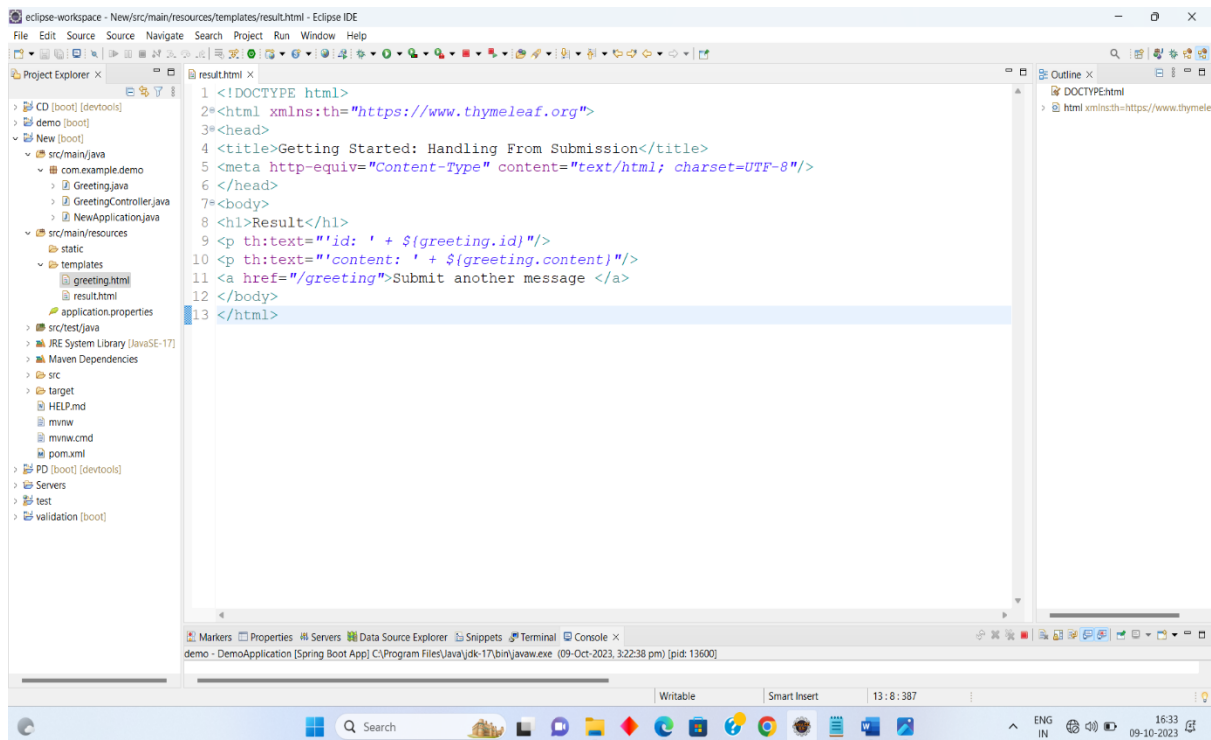 eclipse-workspace - New/src/main/resources/templates/result.html - Eclipse IDE
File Edit Source Source Navigate Search Project Run Window Help
Project Explorer
CD [boot] [devtools]
demo [boot]
New [boot]
src/main/java
com.example.demo
Greeting.java
GreetingController.java
NewApplication.java
src/main/resources
static
templates
greeting.html
result.html
application.properties
src/test/java
JRE System Library [JavaSE-17]
Maven Dependencies
src
target
HELP.md
mvnw
mvnw.cmd
pom.xml
PD [boot] [devtools]
Servers
test
validation [boot]
result.html
1 <!DOCTYPE html>
2 <html xmlns:th="https://www.thymeleaf.org">
3 <head>
4 <title>Getting Started: Handling From Submission</title>
5 <meta http-equiv="Content-Type" content="text/html; charset=UTF-8"/>
6 </head>
7 <body>
8 <h1>Result</h1>
9 <p th:text="'id: ' + ${greeting.id}"/>
10 <p th:text="'content: ' + ${greeting.content}"/>
11 <a href="/greeting">Submit another message </a>
12 </body>
13 </html>
Outline
DOCTYPE:html
html xmlns:th=https://www.thymele
Markers Properties Servers Data Source Explorer Snippets Terminal Console
demo - DemoApplication [Spring Boot App] C:\Program Files\Java\jdk-17\bin\javaw.exe (09-Oct-2023, 3:22:38 pm) [pid: 13600]
Writable Smart Insert 13 : 8 : 387
Search
ENG
IN
16:33
09-10-2023